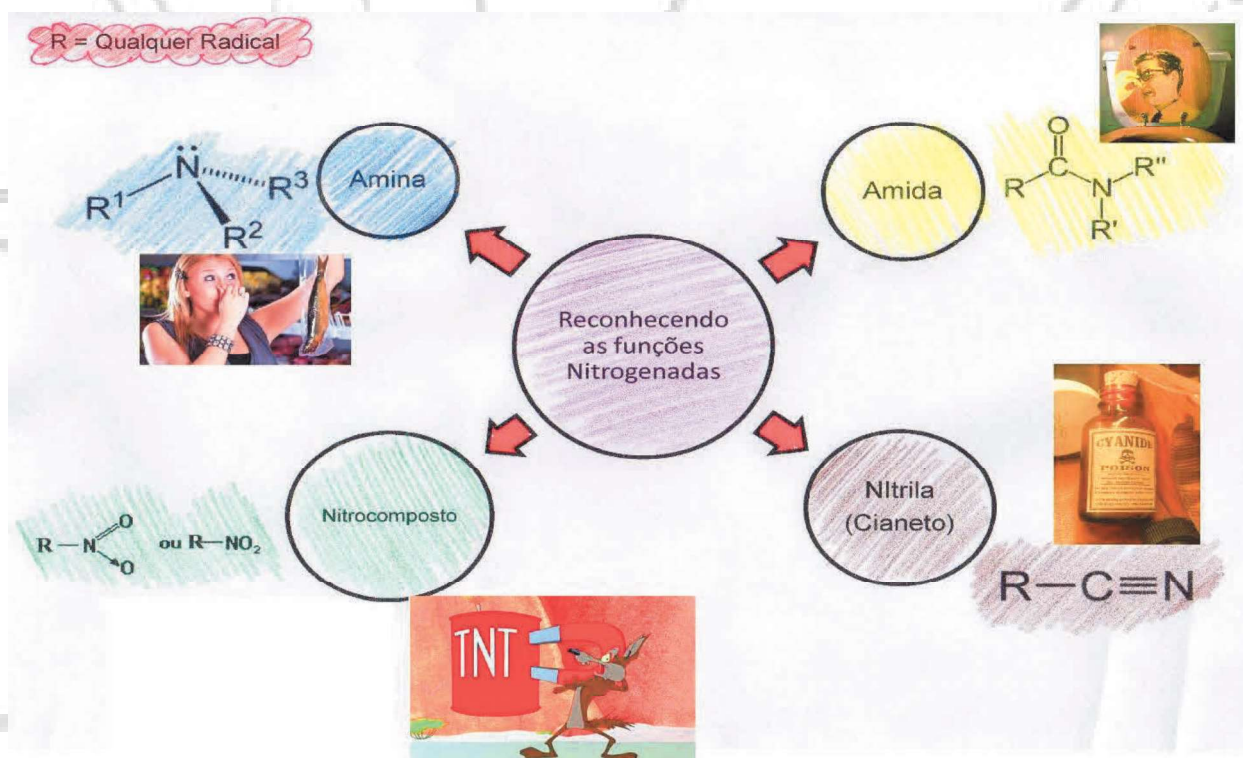 R = Qualquer Radical
Amina
N̈
R¹
R²
R³
Amida
O
R
C
N
R"
R'
Reconhecendo
as funções
Nitrogenadas
Nitrocomposto
R — N
O
O
ou R—NO₂
NItrila
(Cianeto)
R—C≡N
CYANIDE
POISON
TNT